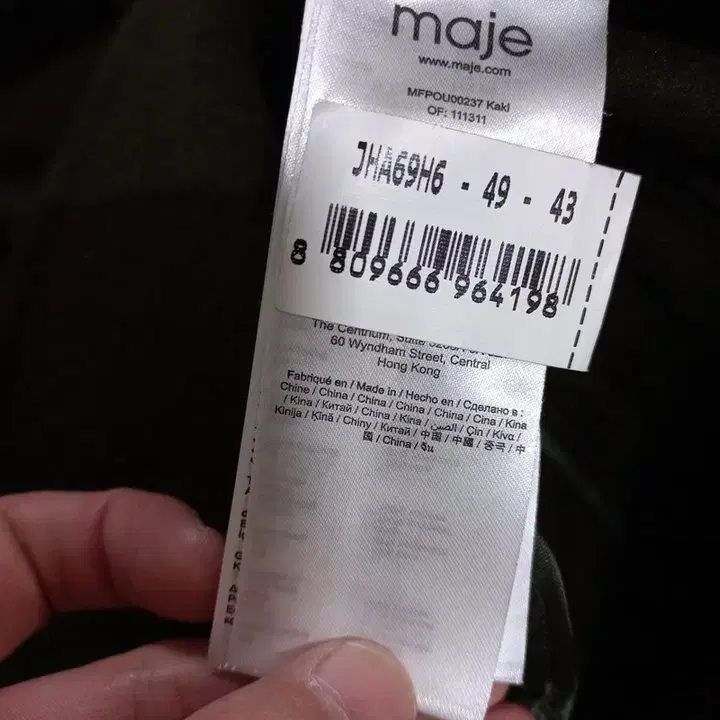 maje
www.maje.com
MFPOU00237 Kaki
OF: 111311
JHA69H6 - 49 - 43
8 809666 964198
The Centrium, Suite
60 Wyndham Street, Central
Hong Kong
Fabriqué en / Made in / Hecho en / Сделано в :
Chine / China / China / China / China / Cina / Kina
/ Kina / Китай / China / Kina / الصين / Çin / Kίνα /
Kinija / Ķīnā / Chiny / Китай / 中国 / 中國 / 중국 / 中
国 / China / จีน